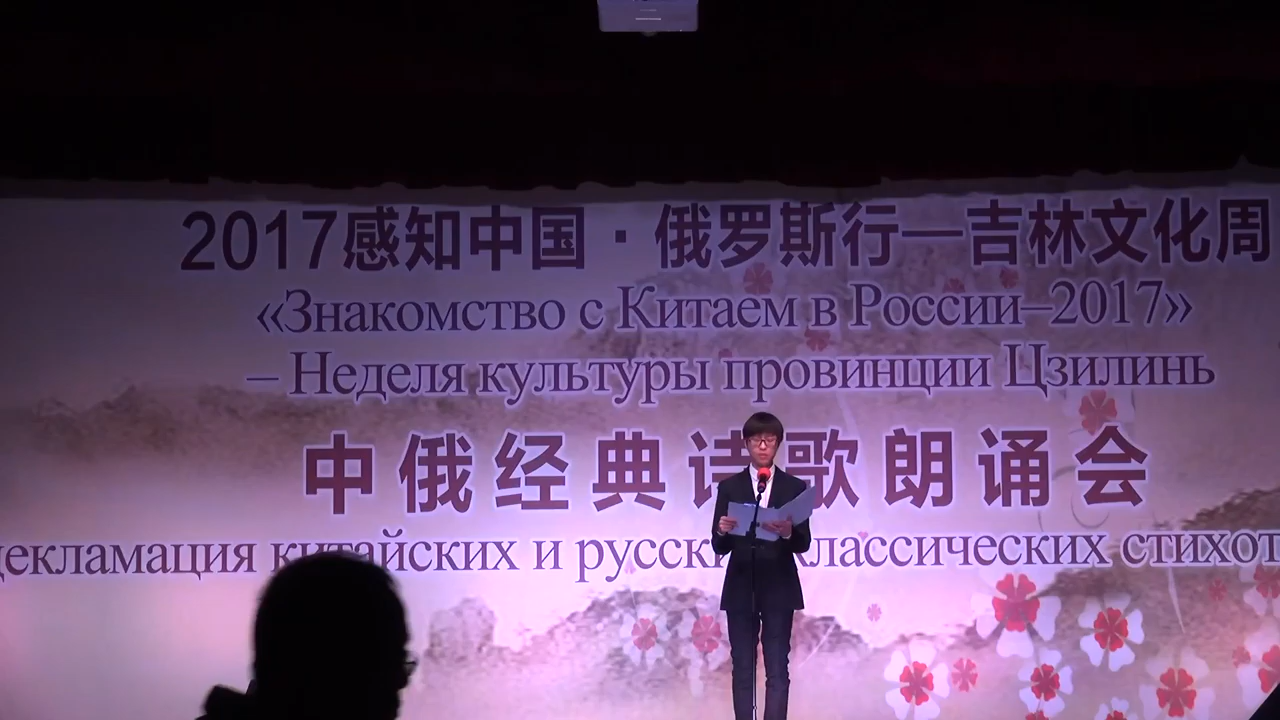 2017感知中国·俄罗斯行—吉林文化周
«Знакомство с Китаем в России–2017»
– Неделя культуры провинции Цзилинь
中俄经典诗歌朗诵会
декламация китайских и классических